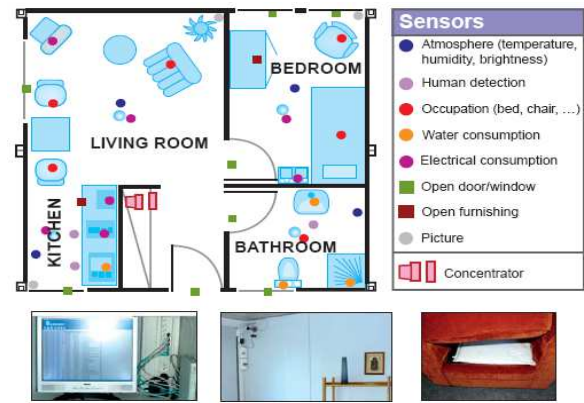 Sensors
Atmosphere (temperature,
humidity, brightness)
Human detection
Occupation (bed, chair, ...)
Water consumption
Electrical consumption
Open door/window
Open furnishing
Picture
Concentrator
BEDROOM
LIVING ROOM
KITCHEN
BATHROOM